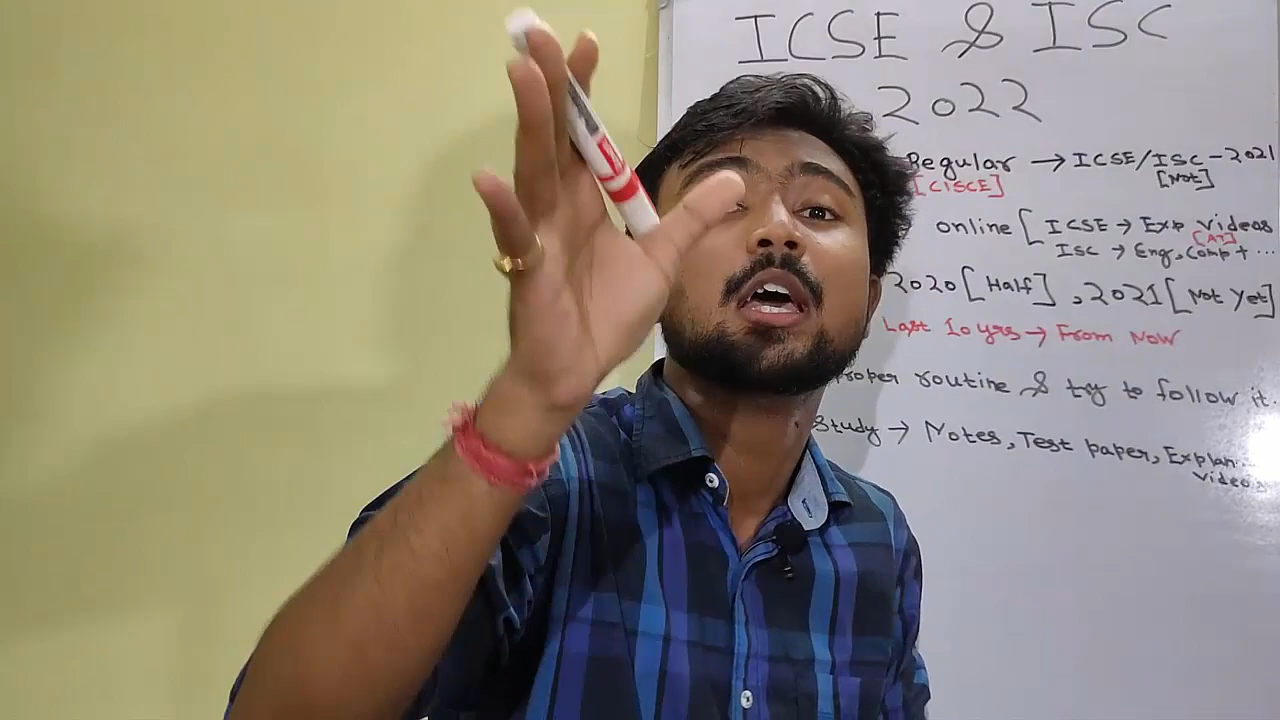 ICSE & ISC
2022
Regular → ICSE/ISC-2021
[CISCE] [Not]
online [ ICSE → Exp videos
[AT]
ISC → Eng, Comp + ...
2020 [Half], 2021 [Not Yet]
Last 10 yrs → From Now
proper routine & try to follow it.
Study → Notes, Test paper, Explan
videos